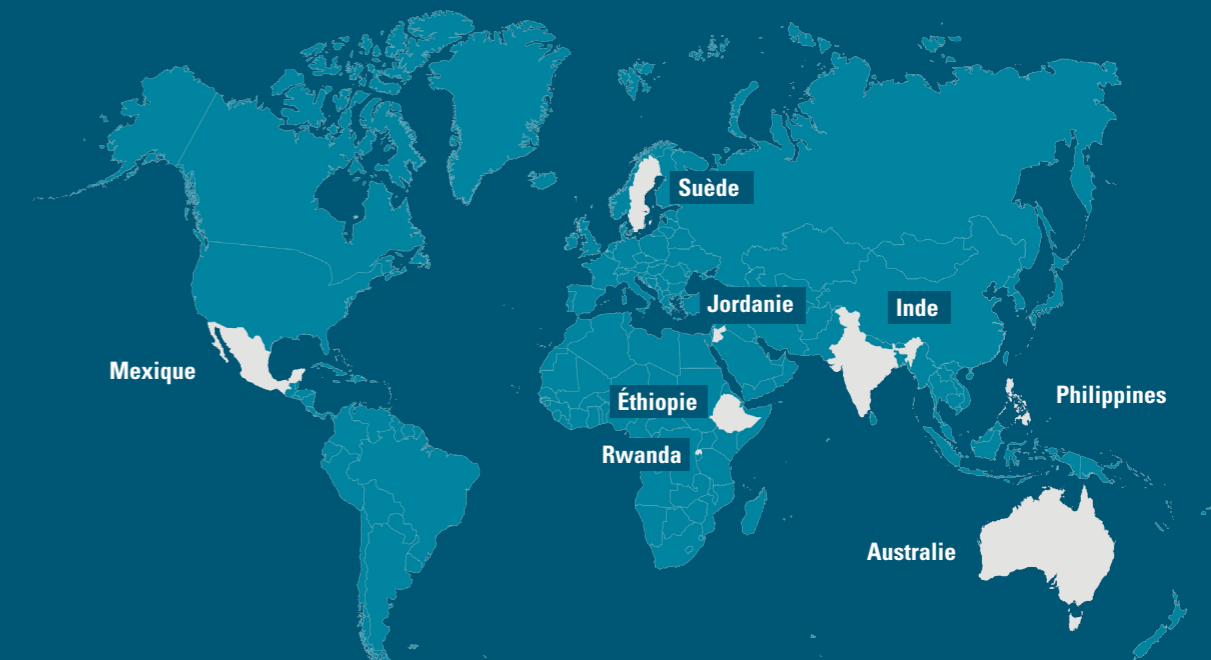 Suède
Jordanie
Inde
Mexique
Éthiopie
Philippines
Rwanda
Australie